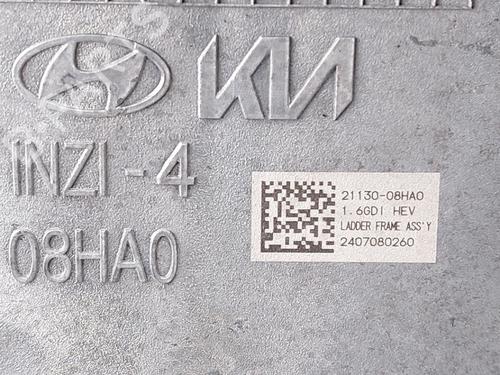 KIA
INZI-4
08HA0
21130-08HA0
1.6GDI HEV
LADDER FRAME ASS'Y
2407080260